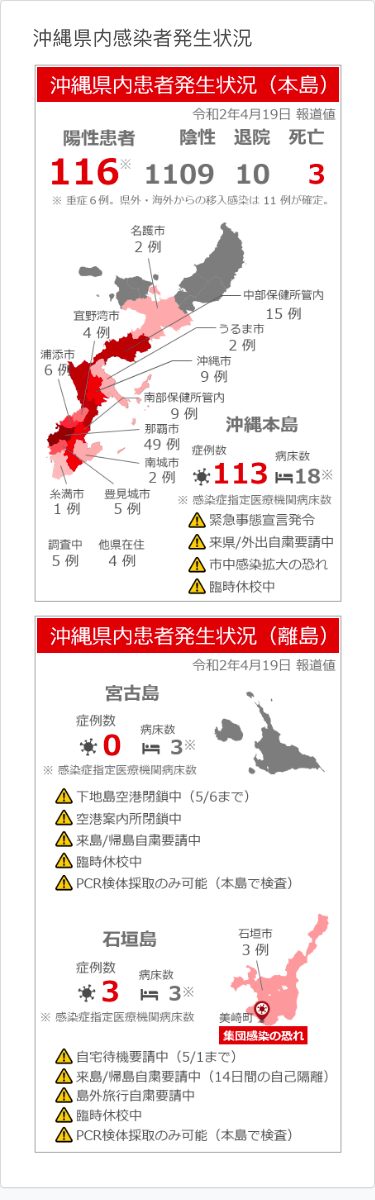 沖縄県内感染者発生状況
沖縄県内患者発生状況（本島）
令和2年4月19日 報道値
陽性患者 陰性 退院 死亡
116※ 1109 10 3
※ 重症６例。県外・海外からの移入感染は 11 例が確定。
名護市
2 例
中部保健所管内
15 例
宜野湾市
4 例
うるま市
2 例
浦添市
6 例
沖縄市
9 例
南部保健所管内
9 例
那覇市
49 例
南城市
2 例
糸満市
1 例
豊見城市
5 例
調査中
5 例
他県在住
4 例
沖縄本島
症例数 病床数
113 18※
※ 感染症指定医療機関病床数
緊急事態宣言発令
来県/外出自粛要請中
市中感染拡大の恐れ
臨時休校中
沖縄県内患者発生状況（離島）
令和2年4月19日 報道値
宮古島
症例数 病床数
0 3※
※ 感染症指定医療機関病床数
下地島空港閉鎖中（5/6まで）
空港案内所閉鎖中
来島/帰島自粛要請中
臨時休校中
PCR検体採取のみ可能（本島で検査）
石垣島
症例数 病床数
3 3※
※ 感染症指定医療機関病床数
石垣市
3 例
美崎町
集団感染の恐れ
自宅待機要請中（5/1まで）
来島/帰島自粛要請中（14日間の自己隔離）
島外旅行自粛要請中
臨時休校中
PCR検体採取のみ可能（本島で検査）